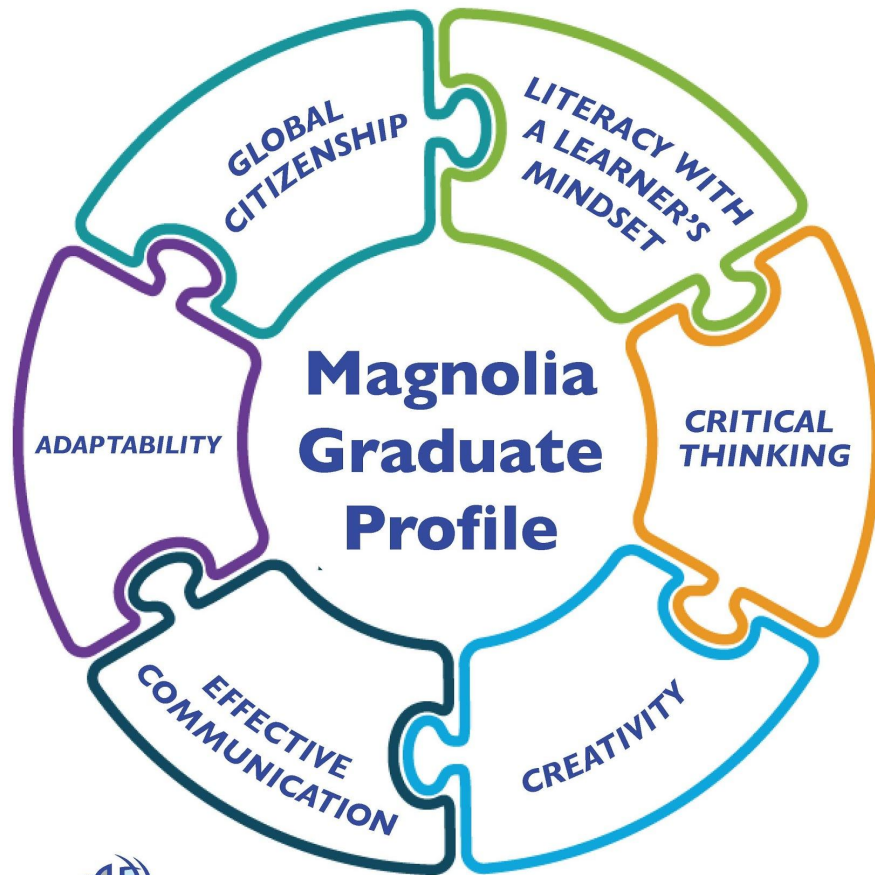 GLOBAL
CITIZENSHIP
LITERACY WITH
A LEARNER'S
MINDSET
CRITICAL
THINKING
CREATIVITY
EFFECTIVE
COMMUNICATION
ADAPTABILITY
Magnolia
Graduate
Profile